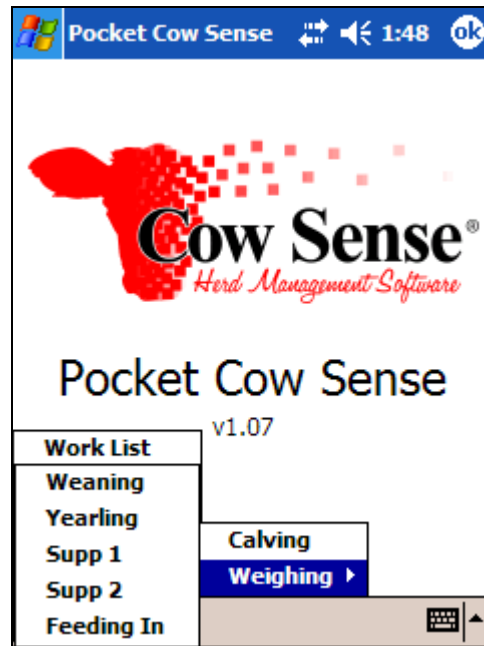 Pocket Cow Sense 1:48 ok
Cow Sense®
Herd Management Software
Pocket Cow Sense
v1.07
Work List
Weaning
Yearling
Supp 1
Supp 2
Feeding In
Calving
Weighing